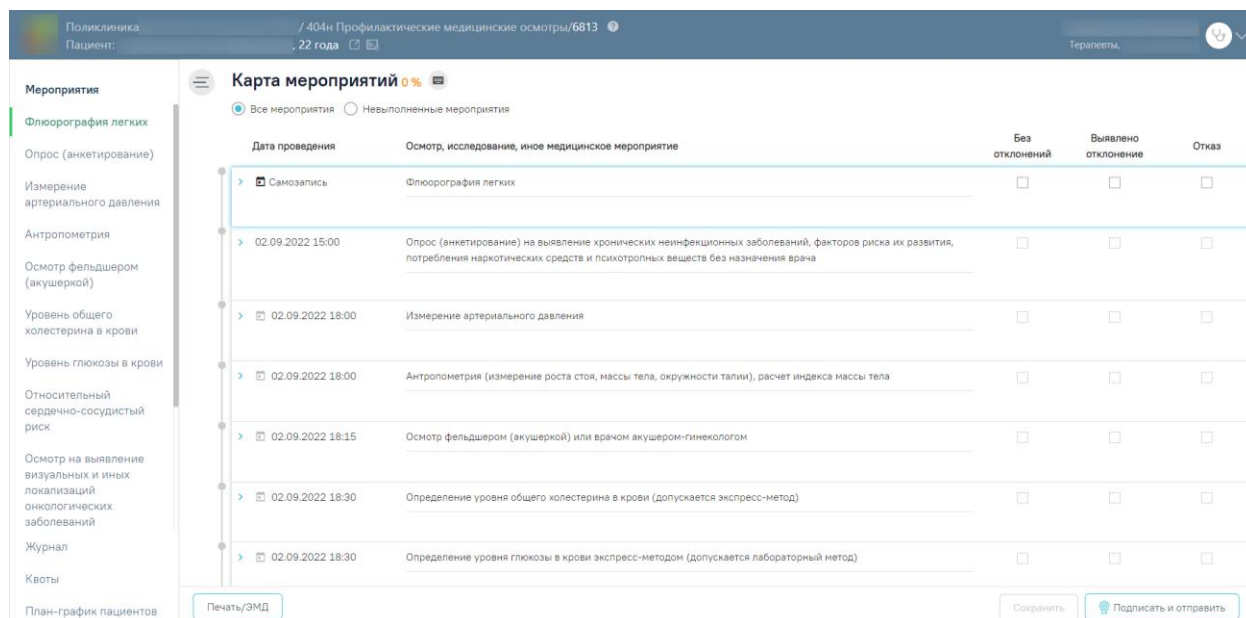 Поликлиника / 404н Профилактические медицинские осмотры/6813
Пациент: , 22 года
Терапевты,
Мероприятия
Флюорография легких
Опрос (анкетирование)
Измерение
артериального давления
Антропометрия
Осмотр фельдшером
(акушеркой)
Уровень общего
холестерина в крови
Уровень глюкозы в крови
Относительный
сердечно-сосудистый
риск
Осмотр на выявление
визуальных и иных
локализаций
онкологических
заболеваний
Журнал
Квоты
План-график пациентов
Карта мероприятий 0 %
Все мероприятия Невыполненные мероприятия
Дата проведения Осмотр, исследование, иное медицинское мероприятие Без отклонений Выявлено отклонение Отказ
Самозапись Флюорография легких
02.09.2022 15:00 Опрос (анкетирование) на выявление хронических неинфекционных заболеваний, факторов риска их развития,
потребления наркотических средств и психотропных веществ без назначения врача
02.09.2022 18:00 Измерение артериального давления
02.09.2022 18:00 Антропометрия (измерение роста стоя, массы тела, окружности талии), расчет индекса массы тела
02.09.2022 18:15 Осмотр фельдшером (акушеркой) или врачом акушером-гинекологом
02.09.2022 18:30 Определение уровня общего холестерина в крови (допускается экспресс-метод)
02.09.2022 18:30 Определение уровня глюкозы в крови экспресс-методом (допускается лабораторный метод)
Печать/ЭМД Сохранить Подписать и отправить